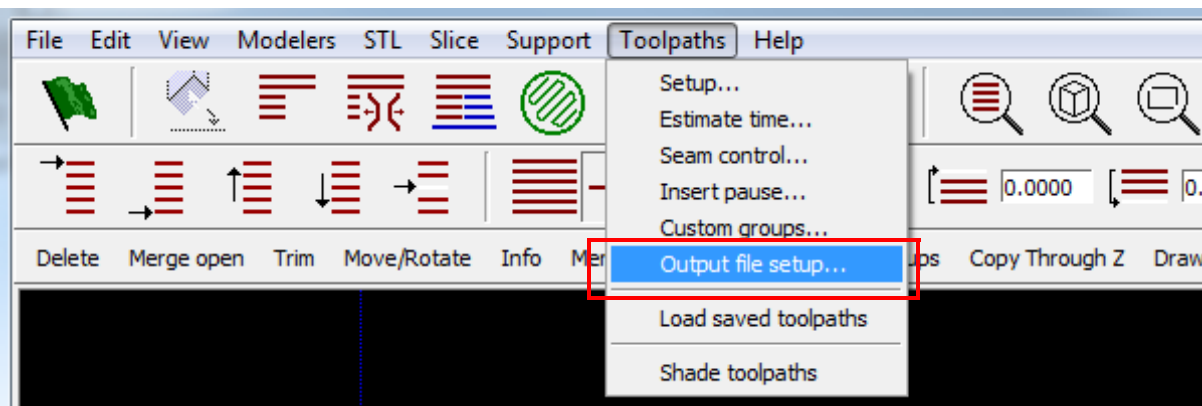 File Edit View Modelers STL Slice Support Toolpaths Help
Setup...
Estimate time...
Seam control...
Insert pause...
Custom groups...
Output file setup...
Load saved toolpaths
Shade toolpaths
0.0000 0.
Delete Merge open Trim Move/Rotate Info Copy Through Z